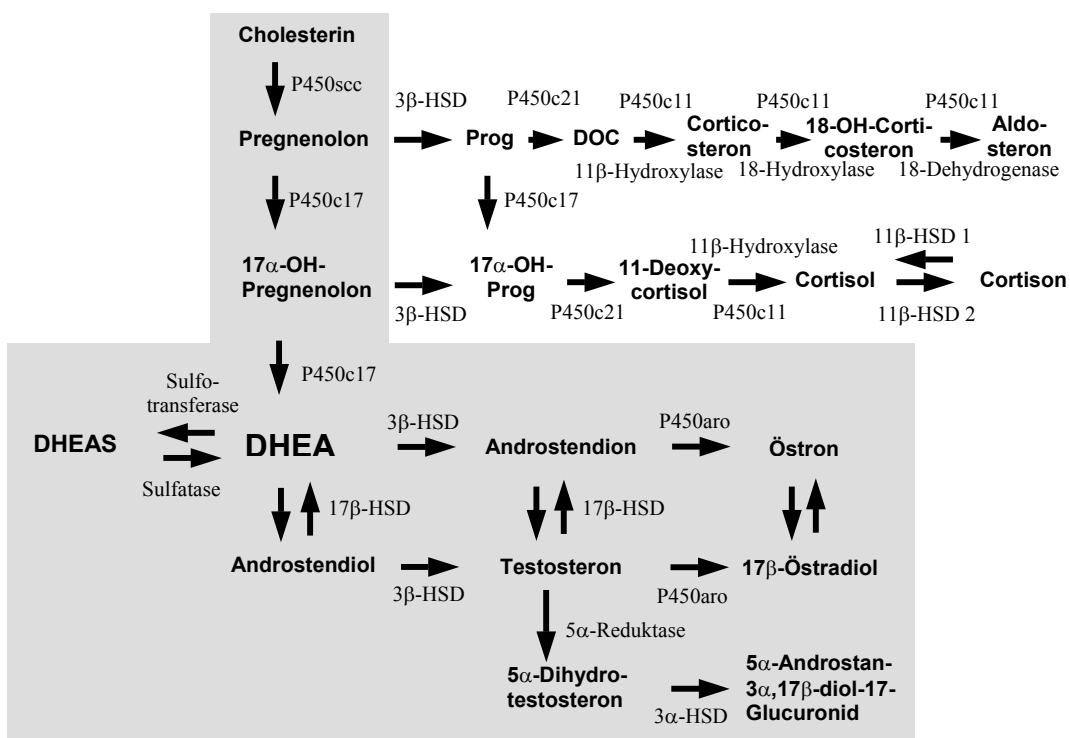 Cholesterin
P450scc
3β-HSD
P450c21
P450c11
P450c11
P450c11
Pregnenolon
Prog
DOC
Cortico-
steron
18-OH-Corti-
costeron
Aldo-
steron
11β-Hydroxylase
18-Hydroxylase
18-Dehydrogenase
P450c17
P450c17
11β-Hydroxylase
11β-HSD 1
17α-OH-
Pregnenolon
17α-OH-
Prog
11-Deoxy-
cortisol
Cortisol
Cortison
3β-HSD
P450c21
P450c11
11β-HSD 2
P450c17
Sulfo-
transferase
3β-HSD
P450aro
DHEAS
DHEA
Androstendion
Östron
Sulfatase
17β-HSD
17β-HSD
Androstendiol
Testosteron
17β-Östradiol
3β-HSD
P450aro
5α-Reduktase
5α-Dihydro-
testosteron
5α-Androstan-
3α,17β-diol-17-
Glucuronid
3α-HSD